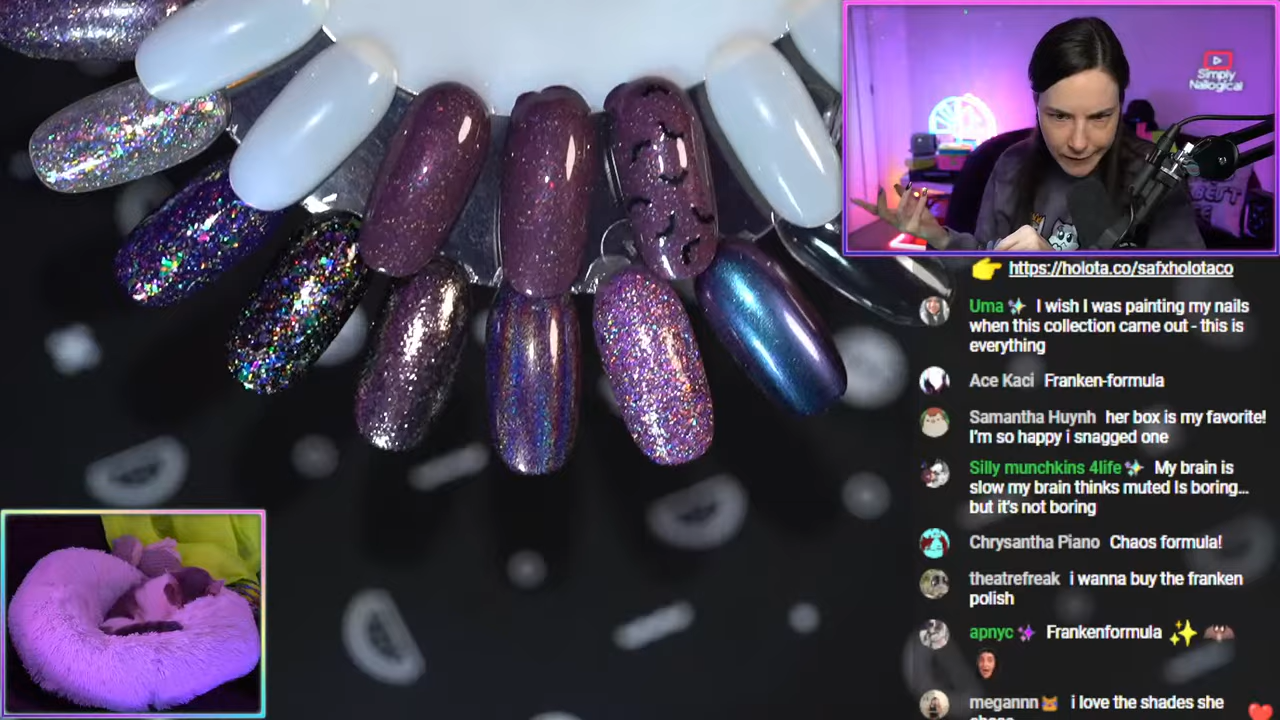 Simply
Nailogical
https://holota.co/safxholotaco
Uma I wish I was painting my nails
when this collection came out - this is
everything
Ace Kaci Franken-formula
Samantha Huynh her box is my favorite!
I'm so happy i snagged one
Silly munchkins 4life My brain is
slow my brain thinks muted Is boring...
but it's not boring
Chrysantha Piano Chaos formula!
theatrefreak i wanna buy the franken
polish
apnyc Frankenformula
megannn i love the shades she